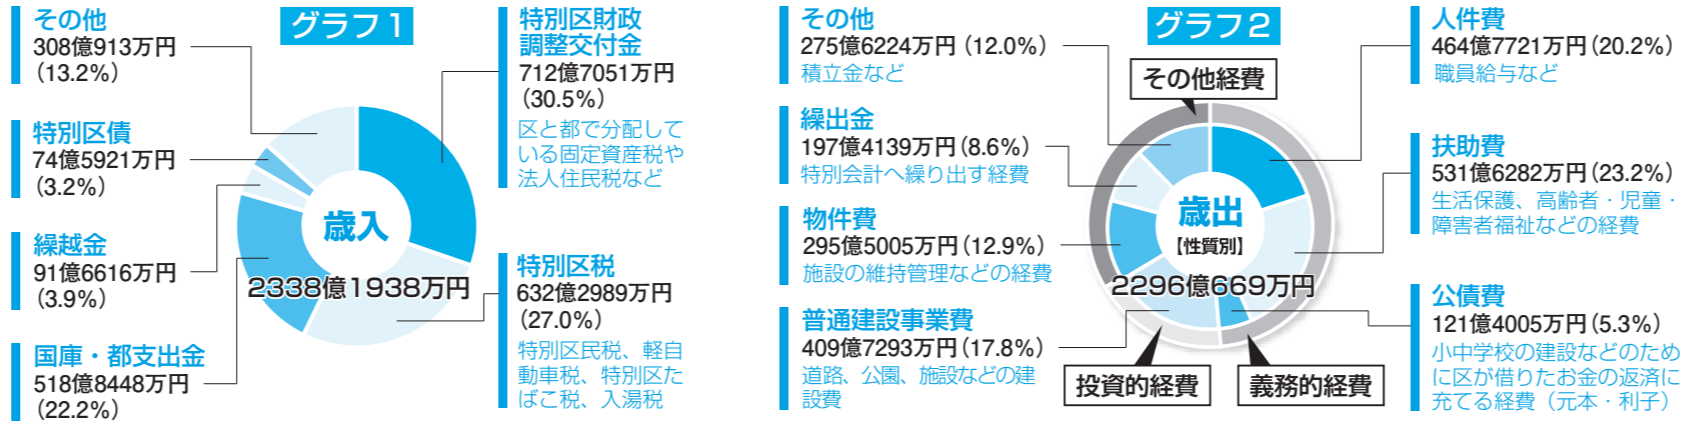 グラフ1
その他
308億913万円
(13.2%)
特別区債
74億5921万円
(3.2%)
繰越金
91億6616万円
(3.9%)
国庫・都支出金
518億8448万円
(22.2%)
歳入
2338億1938万円
特別区財政
調整交付金
712億7051万円
(30.5%)
区と都で分配して
いる固定資産税や
法人住民税など
特別区税
632億2989万円
(27.0%)
特別区民税、軽自
動車税、特別区た
ばこ税、入湯税
グラフ2
その他
275億6224万円(12.0%)
積立金など
繰出金
197億4139万円(8.6%)
特別会計へ繰り出す経費
物件費
295億5005万円(12.9%)
施設の維持管理などの経費
普通建設事業費
409億7293万円(17.8%)
道路、公園、施設などの建
設費
その他経費
歳出
【性質別】
2296億669万円
投資的経費
義務的経費
人件費
464億7721万円(20.2%)
職員給与など
扶助費
531億6282万円(23.2%)
生活保護、高齢者・児童・
障害者福祉などの経費
公債費
121億4005万円(5.3%)
小中学校の建設などのため
に区が借りたお金の返済に
充てる経費(元本・利子)